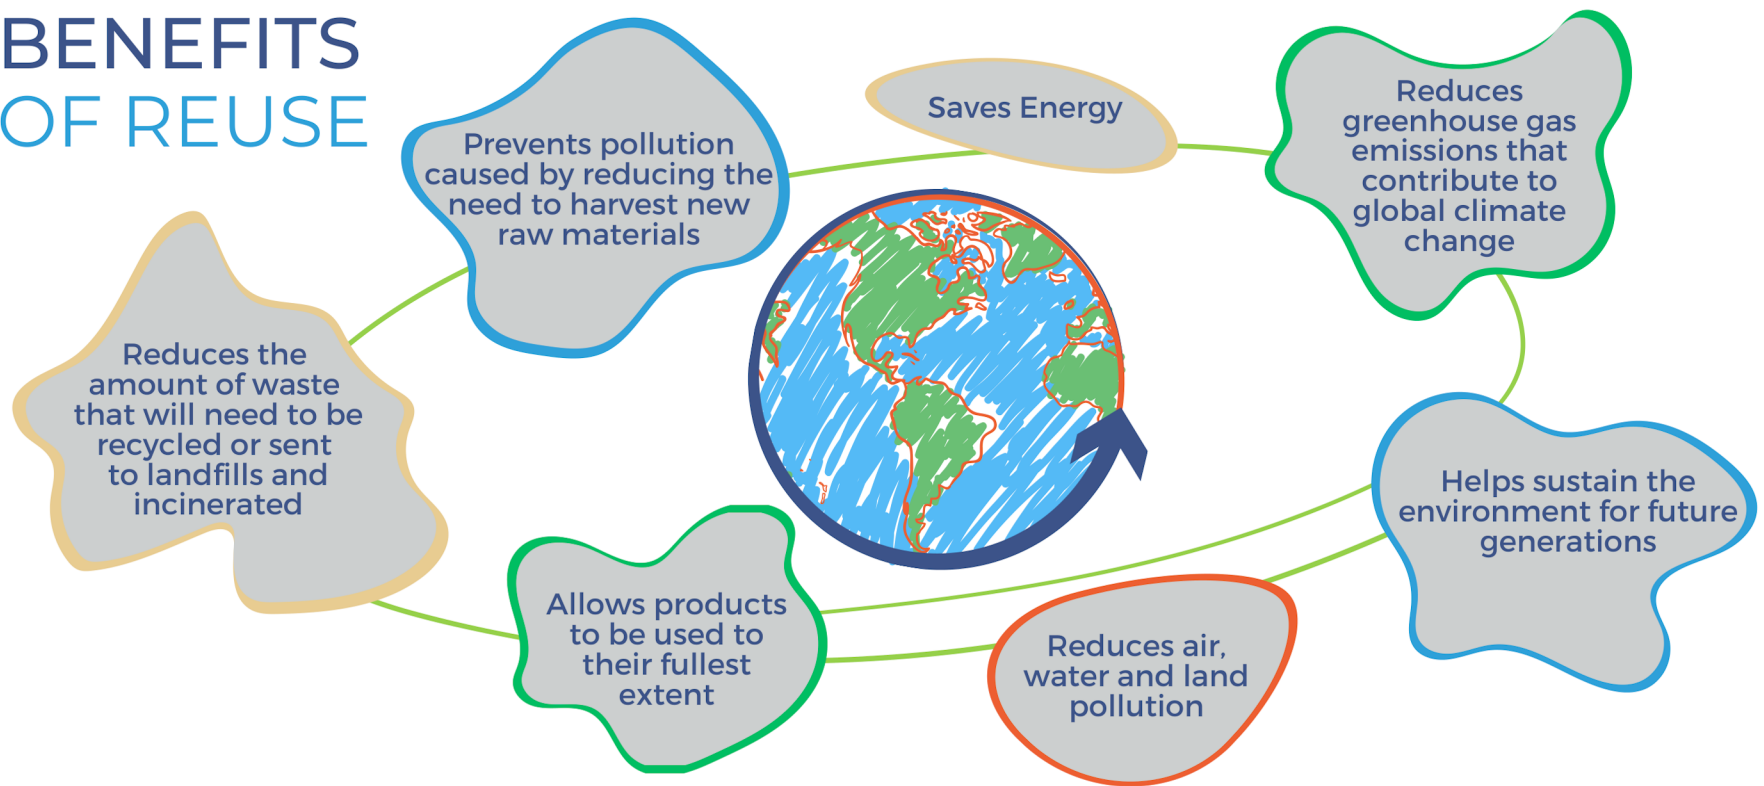 BENEFITS
OF REUSE
Prevents pollution
caused by reducing the
need to harvest new
raw materials
Saves Energy
Reduces
greenhouse gas
emissions that
contribute to
global climate
change
Reduces the
amount of waste
that will need to be
recycled or sent
to landfills and
incinerated
Allows products
to be used to
their fullest
extent
Reduces air,
water and land
pollution
Helps sustain the
environment for future
generations